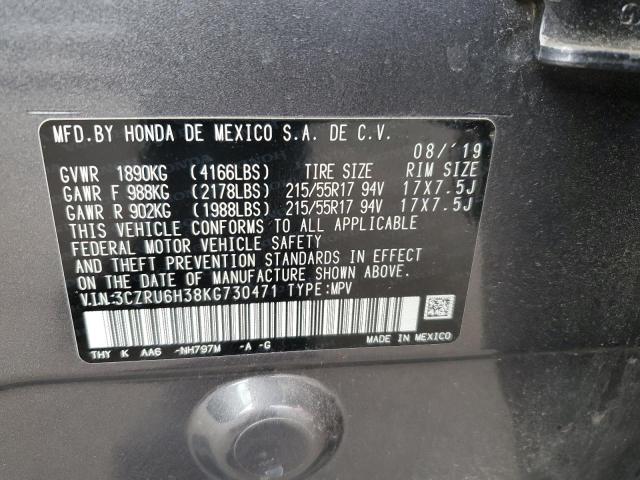 MFD.BY HONDA DE MEXICO S.A. DE C.V.
08/'19
GVWR 1890KG (4166LBS) TIRE SIZE RIM SIZE
GAWR F 988KG (2178LBS) 215/55R17 94V 17X7.5J
GAWR R 902KG (1988LBS) 215/55R17 94V 17X7.5J
THIS VEHICLE CONFORMS TO ALL APPLICABLE
FEDERAL MOTOR VEHICLE SAFETY
AND THEFT PREVENTION STANDARDS IN EFFECT
ON THE DATE OF MANUFACTURE SHOWN ABOVE.
V.I.N:3CZRU6H38KG730471 TYPE:MPV
THY K AA6 -NH797M -A -G
MADE IN MEXICO